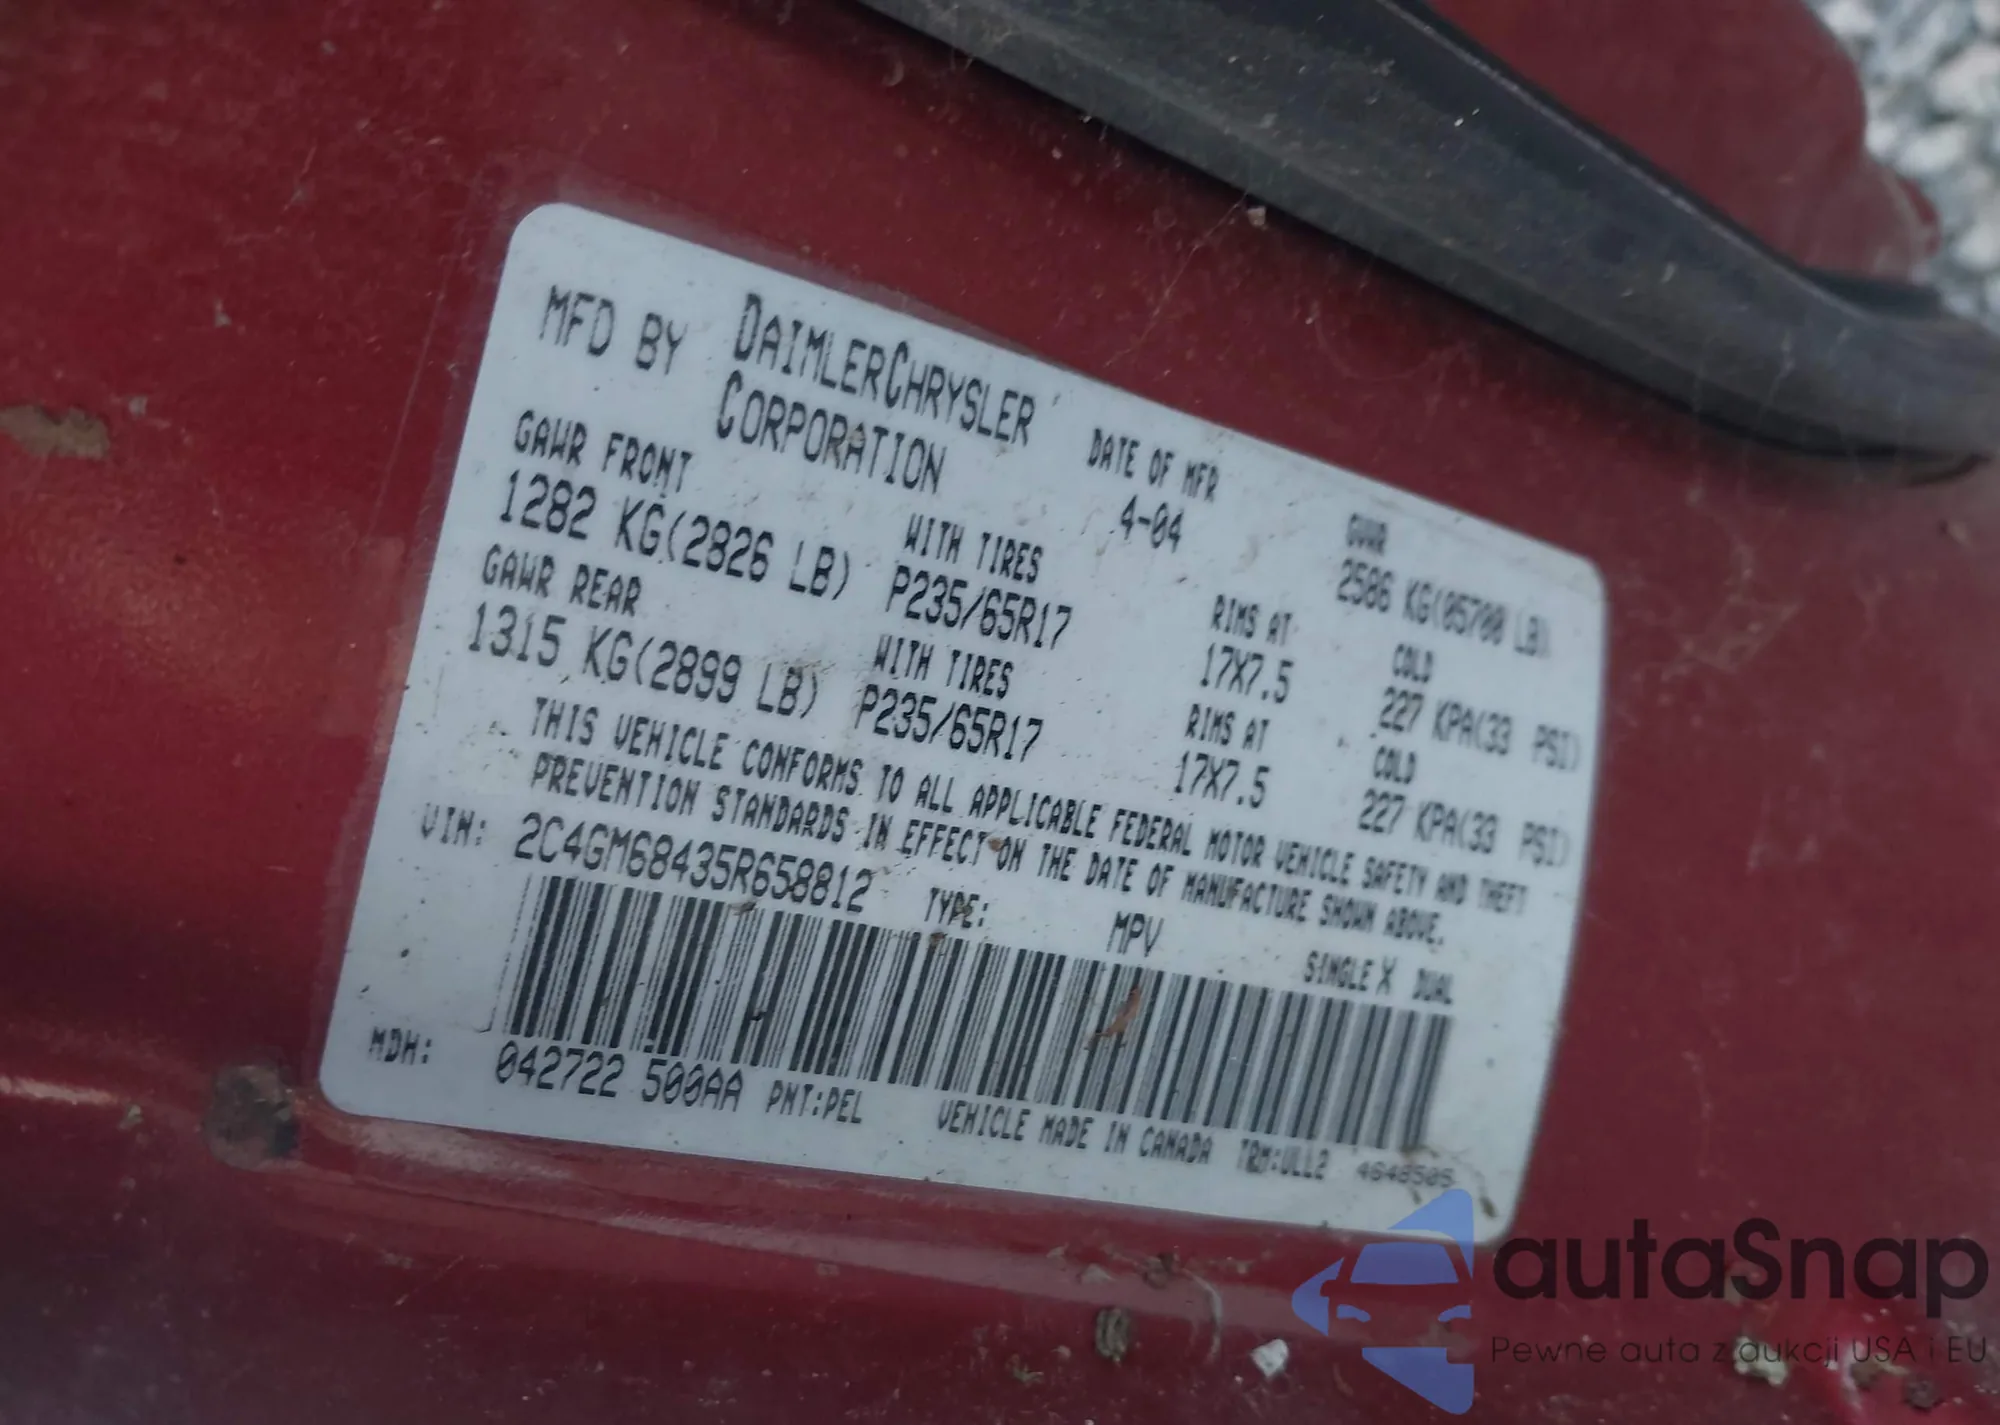 MFD BY DAIMLERCHRYSLER CORPORATION
DATE OF MFR 4-04
GVWR 2586 KG(05700 LB)
GAWR FRONT WITH TIRES RIMS AT COLD
1282 KG(2826 LB) P235/65R17 17X7.5 227 KPA(33 PSI)
GAWR REAR WITH TIRES RIMS AT COLD
1315 KG(2899 LB) P235/65R17 17X7.5 227 KPA(33 PSI)
THIS VEHICLE CONFORMS TO ALL APPLICABLE FEDERAL MOTOR VEHICLE SAFETY AND THEFT
PREVENTION STANDARDS IN EFFECT ON THE DATE OF MANUFACTURE SHOWN ABOVE.
VIN: 2C4GM68435R658812 TYPE: MPV SINGLE X DUAL
MDH: 042722 500AA PNT:PEL VEHICLE MADE IN CANADA TRM:ULL2 4648505
autaSnap
Pewne auta z aukcji USA i EU